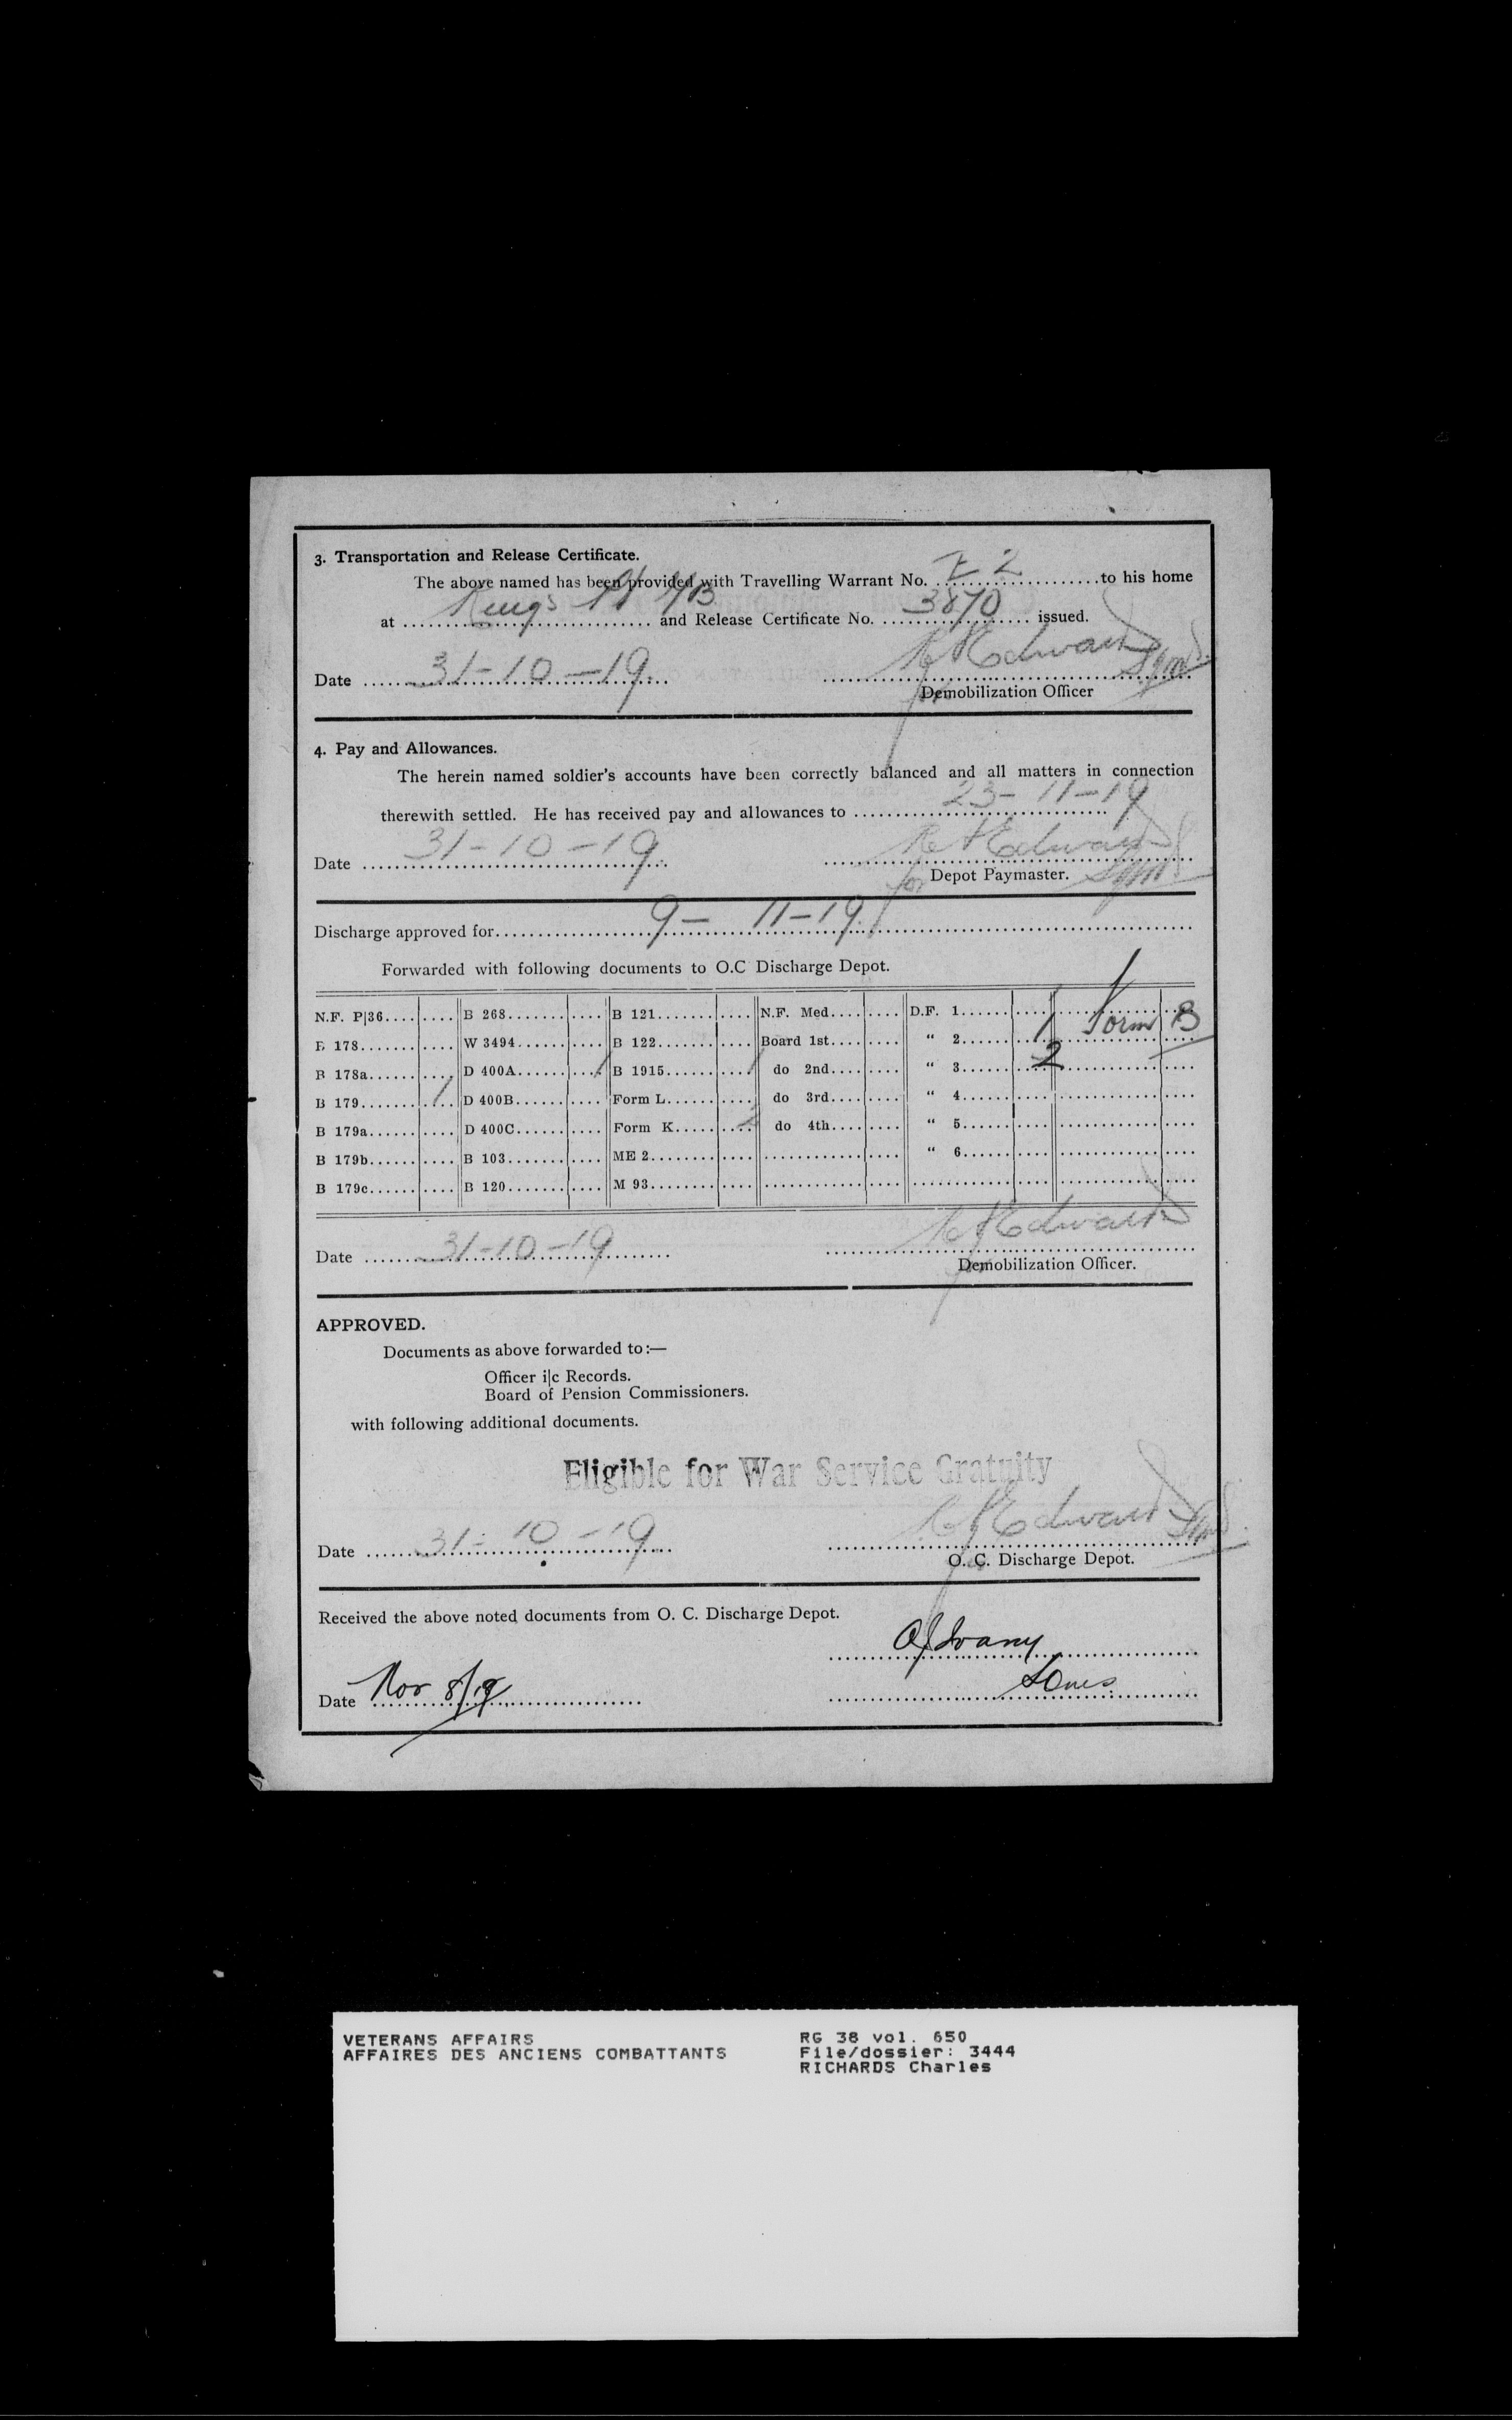 3. Transportation and Release Certificate.
The above named has been provided with Travelling Warrant No. Z 2 to his home
at Kings Pt NB and Release Certificate No. 3870 issued.
Date 31-10-19
Demobilization Officer
4. Pay and Allowances.
The herein named soldier's accounts have been correctly balanced and all matters in connection
therewith settled. He has received pay and allowances to 23-11-19
Date 31-10-19
for Depot Paymaster.
Discharge approved for 9-11-19
Forwarded with following documents to O.C Discharge Depot.
N.F. P|36 B 268 B 121 N.F. Med. D.F. 1
B 178 W 3494 B 122 Board 1st " 2 1 Form B
B 178a D 400A 1 B 1915 1 do 2nd " 3 2
B 179 1 D 400B Form L do 3rd " 4
B 179a D 400C Form K 2 do 4th " 5
B 179b B 103 ME 2 " 6
B 179c B 120 M 93
Date 31-10-19
Demobilization Officer.
APPROVED.
Documents as above forwarded to:—
Officer i|c Records.
Board of Pension Commissioners.
with following additional documents.
Eligible for War Service Gratuity
Date 31-10-19
O. C. Discharge Depot.
Received the above noted documents from O. C. Discharge Depot.
Date Nov 8/19
VETERANS AFFAIRS
AFFAIRES DES ANCIENS COMBATTANTS
RG 38 vol. 650
File/dossier: 3444
RICHARDS Charles